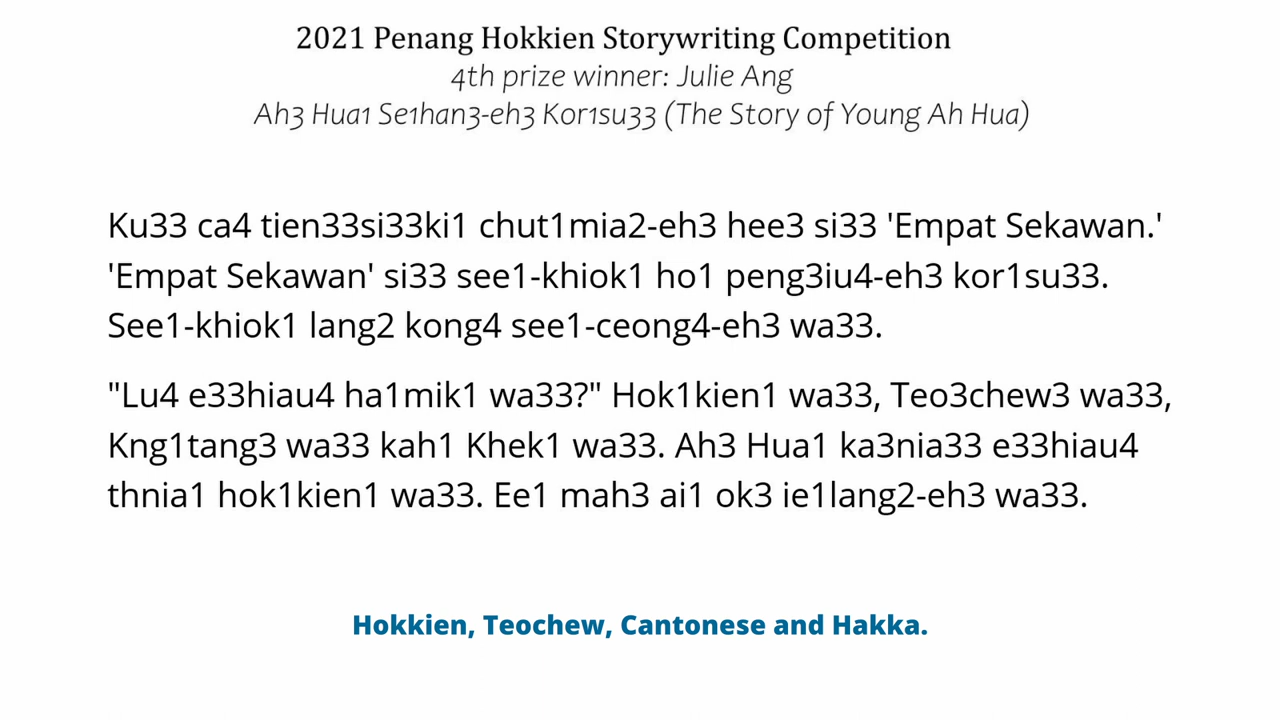 2021 Penang Hokkien Storywriting Competition
4th prize winner: Julie Ang
Ah3 Hua1 Se1han3-eh3 Kor1su33 (The Story of Young Ah Hua)
Ku33 ca4 tien33si33ki1 chut1mia2-eh3 hee3 si33 'Empat Sekawan.'
'Empat Sekawan' si33 see1-khiok1 ho1 peng3iu4-eh3 kor1su33.
See1-khiok1 lang2 kong4 see1-ceong4-eh3 wa33.
"Lu4 e33hiau4 ha1mik1 wa33?" Hok1kien1 wa33, Teo3chew3 wa33,
Kng1tang3 wa33 kah1 Khek1 wa33. Ah3 Hua1 ka3nia33 e33hiau4
thnia1 hok1kien1 wa33. Ee1 mah3 ai1 ok3 ie1lang2-eh3 wa33.
Hokkien, Teochew, Cantonese and Hakka.